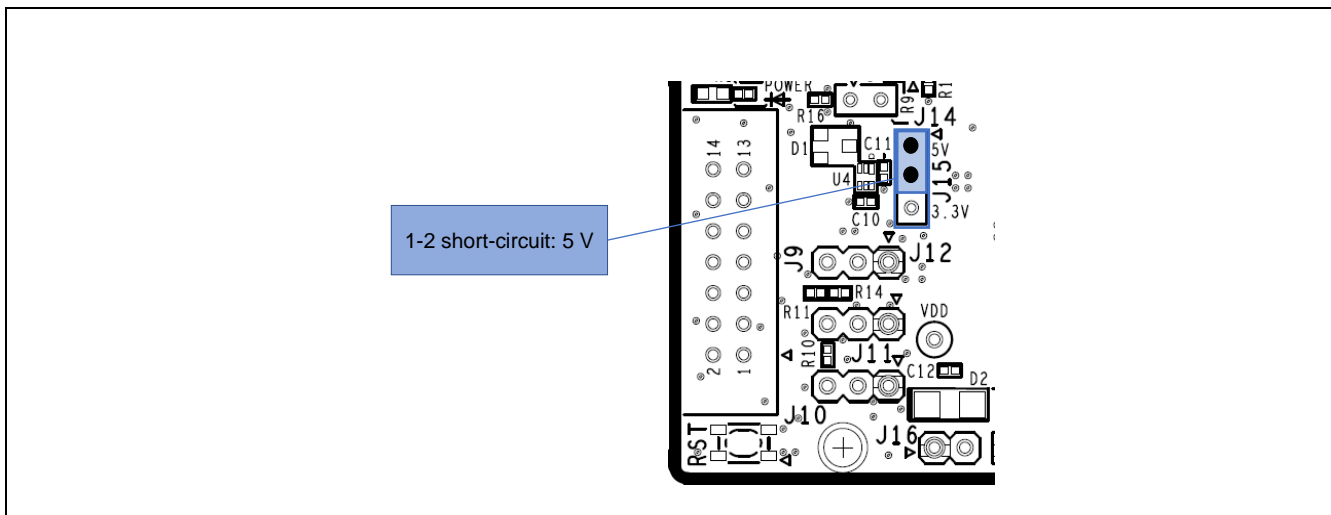 POWER
R16
R9
R1
J14
14
13
D1
C11
5V
U4
J15
1-2 short-circuit: 5 V
C10
3.3V
J9
J12
R14
R11
VDD
R10
J11
C12
D2
2
1
J10
J16
RST